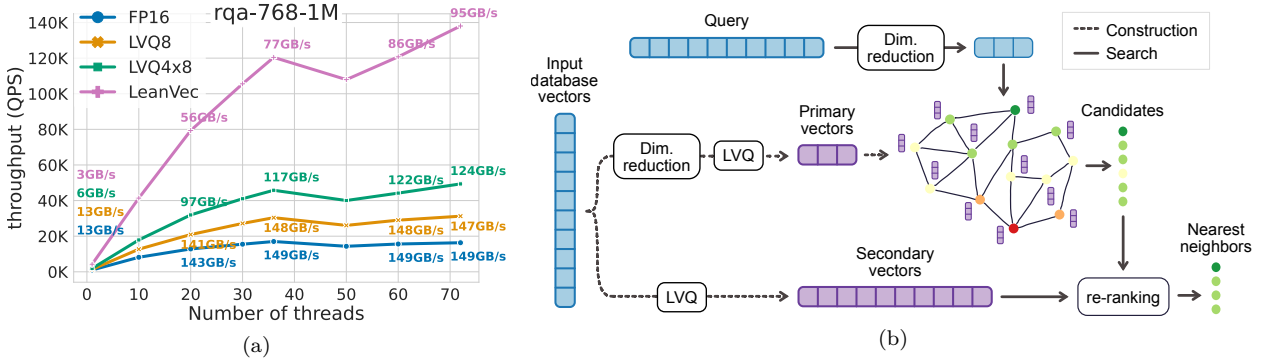 rqa-768-1M
FP16
LVQ8
LVQ4x8
LeanVec
throughput (QPS)
140K
120K
100K
80K
60K
40K
20K
0K
3GB/s
6GB/s
13GB/s
13GB/s
56GB/s
77GB/s
86GB/s
95GB/s
97GB/s
117GB/s
122GB/s
124GB/s
141GB/s
148GB/s
148GB/s
147GB/s
143GB/s
149GB/s
149GB/s
149GB/s
0
10
20
30
40
50
60
70
Number of threads
(a)
Query
Dim.
reduction
Construction
Search
Input
database
vectors
Dim.
reduction
LVQ
Primary
vectors
Candidates
LVQ
Secondary
vectors
re-ranking
Nearest
neighbors
(b)